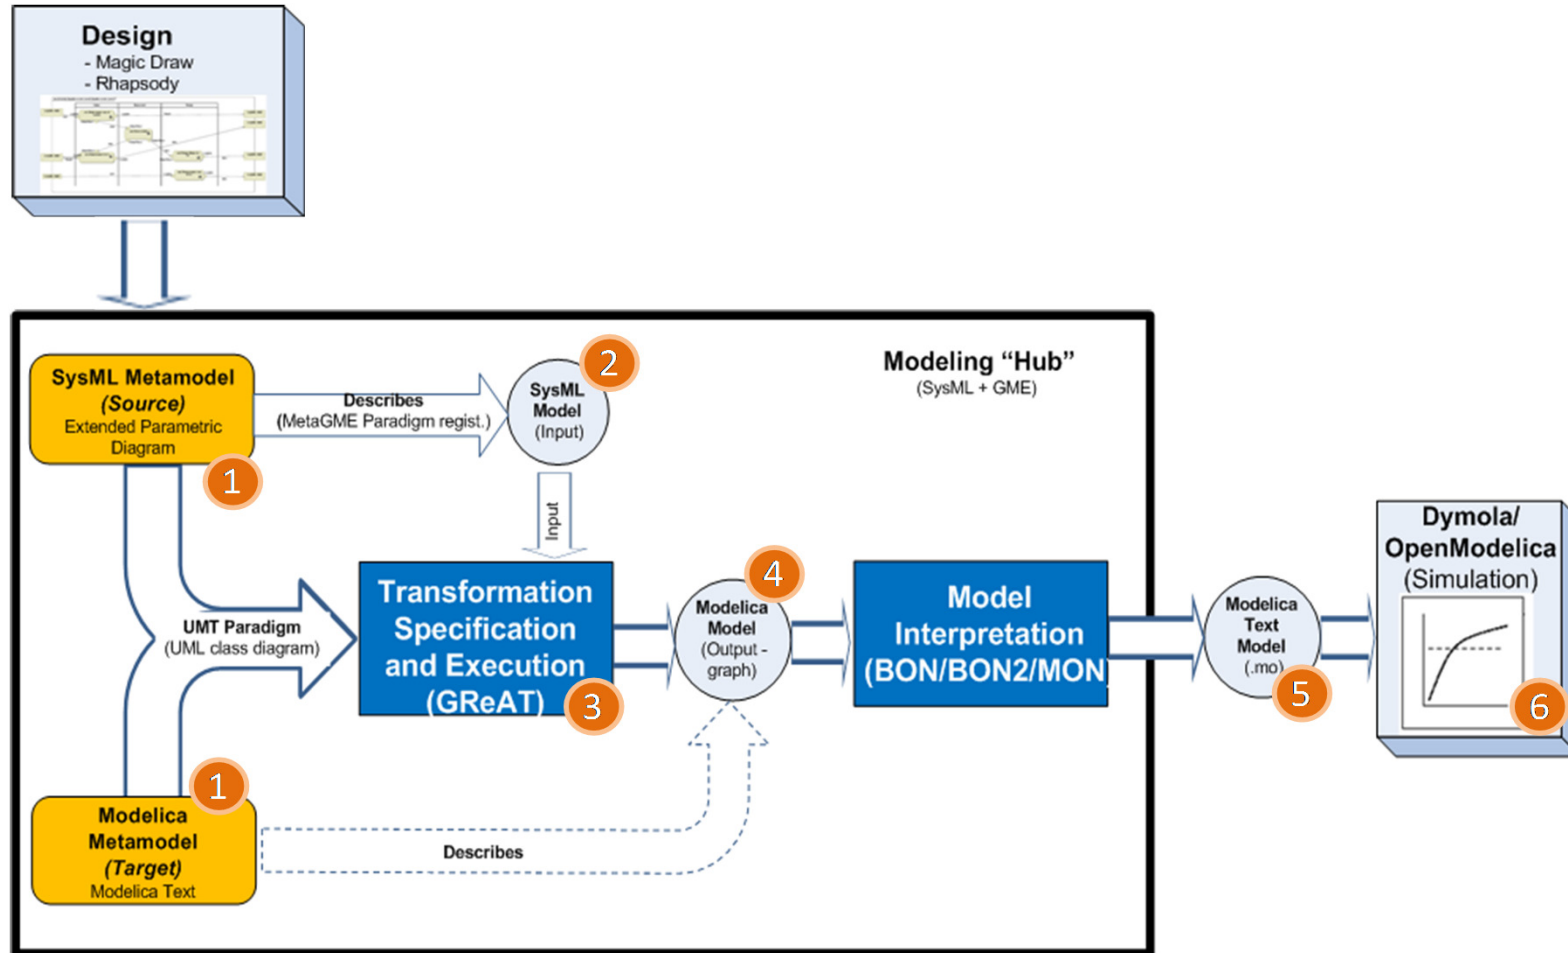 Design
- Magic Draw
- Rhapsody
Modeling “Hub”
(SysML + GME)
SysML Metamodel
(Source)
Extended Parametric
Diagram
1
Describes
(MetaGME Paradigm regist.)
2
SysML
Model
(Input)
Input
UMT Paradigm
(UML class diagram)
Transformation
Specification
and Execution
(GReAT)
3
4
Modelica
Model
(Output -
graph)
Model
Interpretation
(BON/BON2/MON
Modelica
Text
Model
(.mo)
5
Dymola/
OpenModelica
(Simulation)
6
1
Modelica
Metamodel
(Target)
Modelica Text
Describes